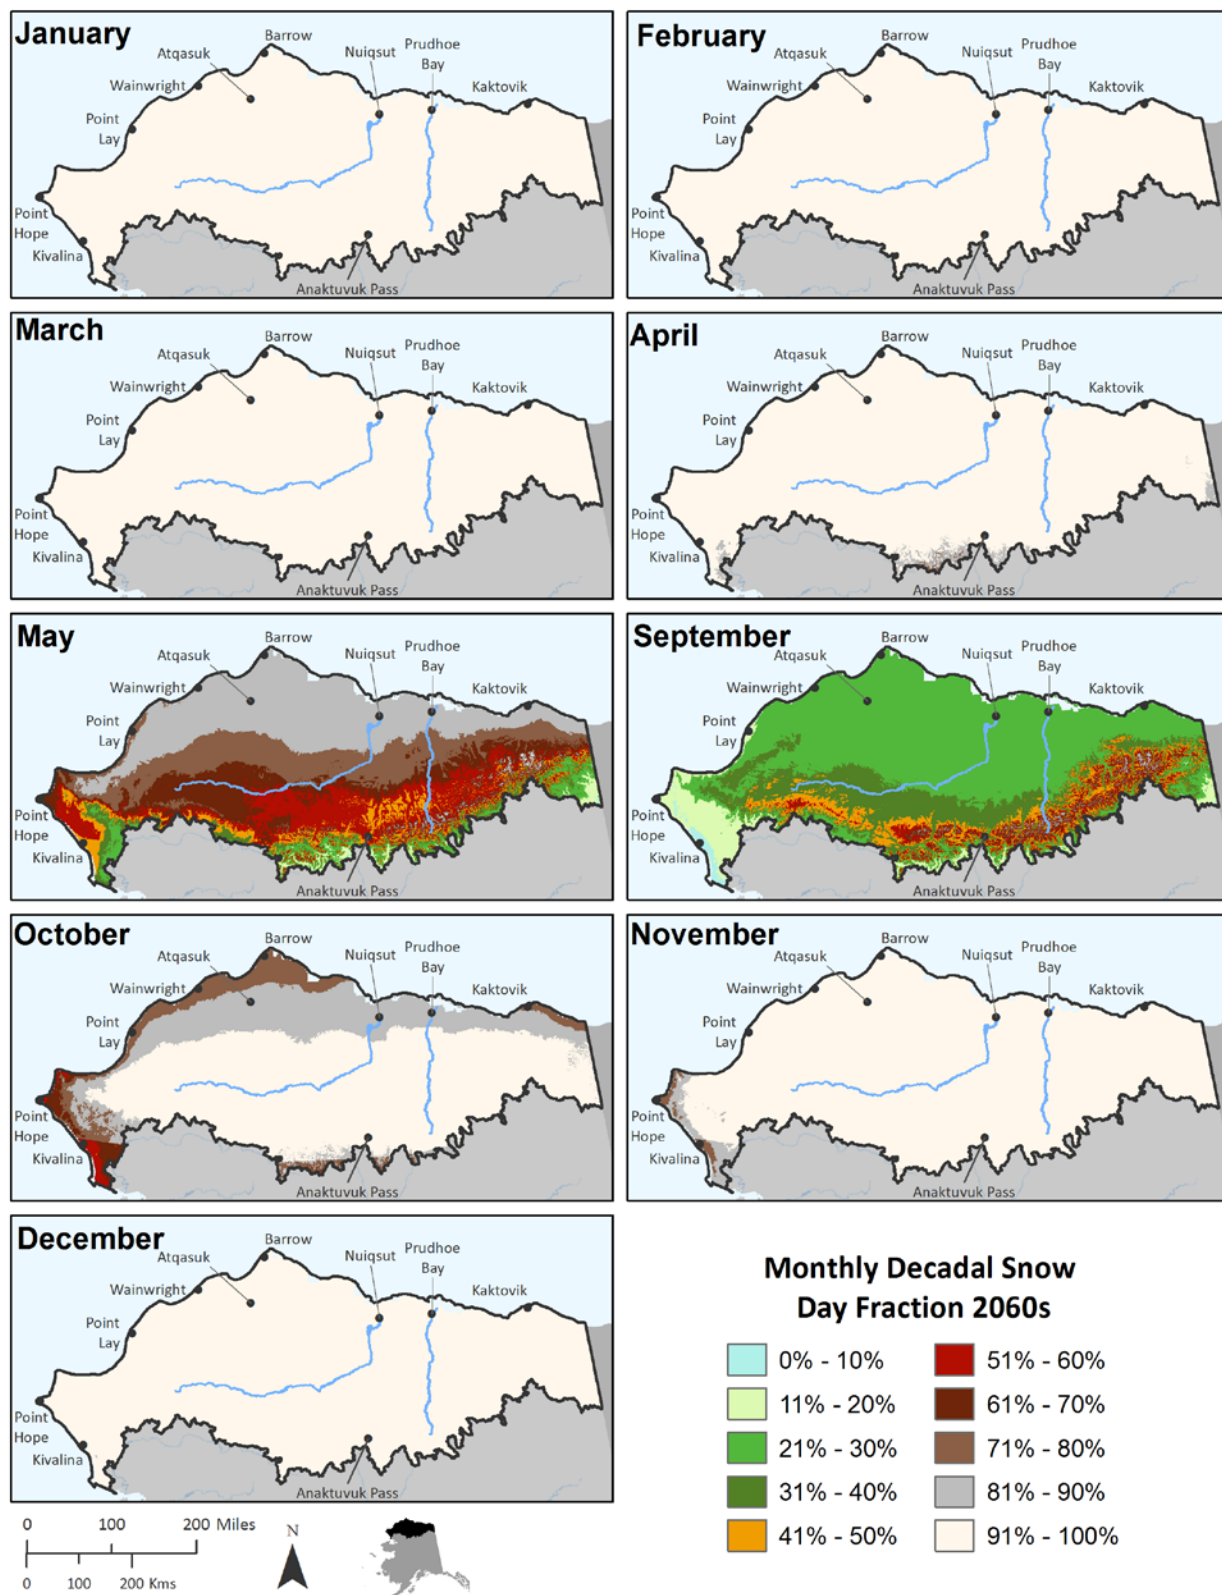 January
Barrow
Atqasuk
Nuiqsut
Prudhoe
Bay
Wainwright
Kaktovik
Point
Lay
Point
Hope
Kivalina
Anaktuvuk Pass
February
Barrow
Atqasuk
Nuiqsut
Prudhoe
Bay
Wainwright
Kaktovik
Point
Lay
Point
Hope
Kivalina
Anaktuvuk Pass
March
Barrow
Atqasuk
Nuiqsut
Prudhoe
Bay
Wainwright
Kaktovik
Point
Lay
Point
Hope
Kivalina
Anaktuvuk Pass
April
Barrow
Atqasuk
Nuiqsut
Prudhoe
Bay
Wainwright
Kaktovik
Point
Lay
Point
Hope
Kivalina
Anaktuvuk Pass
May
Barrow
Atqasuk
Nuiqsut
Prudhoe
Bay
Wainwright
Kaktovik
Point
Lay
Point
Hope
Kivalina
Anaktuvuk Pass
September
Barrow
Atqasuk
Nuiqsut
Prudhoe
Bay
Wainwright
Kaktovik
Point
Lay
Point
Hope
Kivalina
Anaktuvuk Pass
October
Barrow
Atqasuk
Nuiqsut
Prudhoe
Bay
Wainwright
Kaktovik
Point
Lay
Point
Hope
Kivalina
Anaktuvuk Pass
November
Barrow
Atqasuk
Nuiqsut
Prudhoe
Bay
Wainwright
Kaktovik
Point
Lay
Point
Hope
Kivalina
Anaktuvuk Pass
December
Barrow
Atqasuk
Nuiqsut
Prudhoe
Bay
Wainwright
Kaktovik
Point
Lay
Point
Hope
Kivalina
Anaktuvuk Pass
Monthly Decadal Snow
Day Fraction 2060s
0% - 10%
11% - 20%
21% - 30%
31% - 40%
41% - 50%
51% - 60%
61% - 70%
71% - 80%
81% - 90%
91% - 100%
0 100 200 Miles
0 100 200 Kms
N